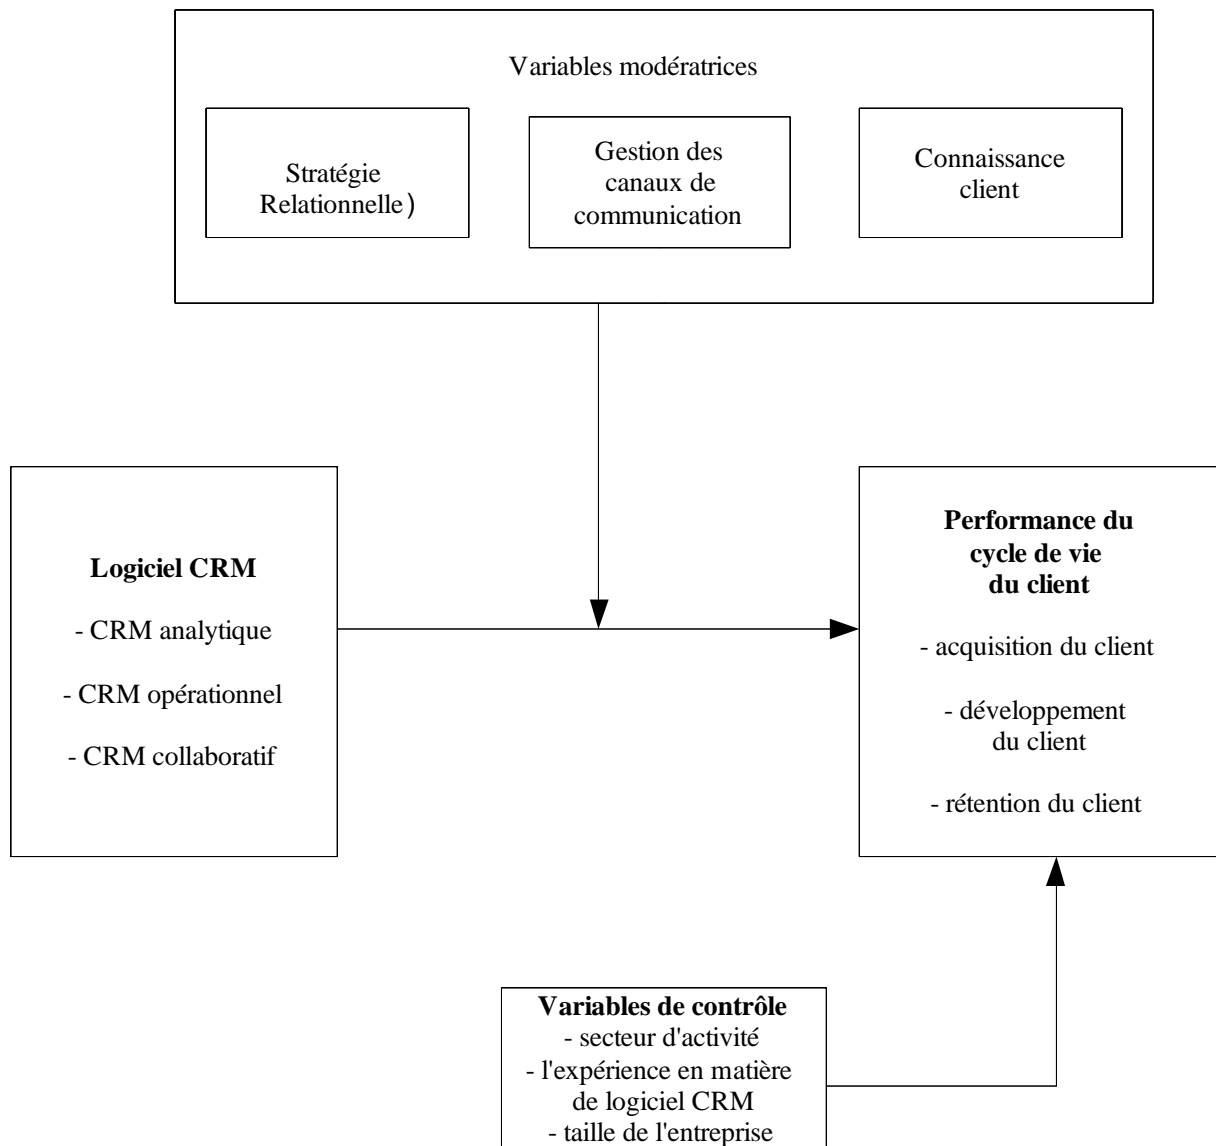 Variables modératrices
Stratégie
Relationnelle)
Gestion des
canaux de
communication
Connaissance
client
Logiciel CRM
- CRM analytique
- CRM opérationnel
- CRM collaboratif
Performance du
cycle de vie
du client
- acquisition du client
- développement
du client
- rétention du client
Variables de contrôle
- secteur d'activité
- l'expérience en matière
de logiciel CRM
- taille de l'entreprise